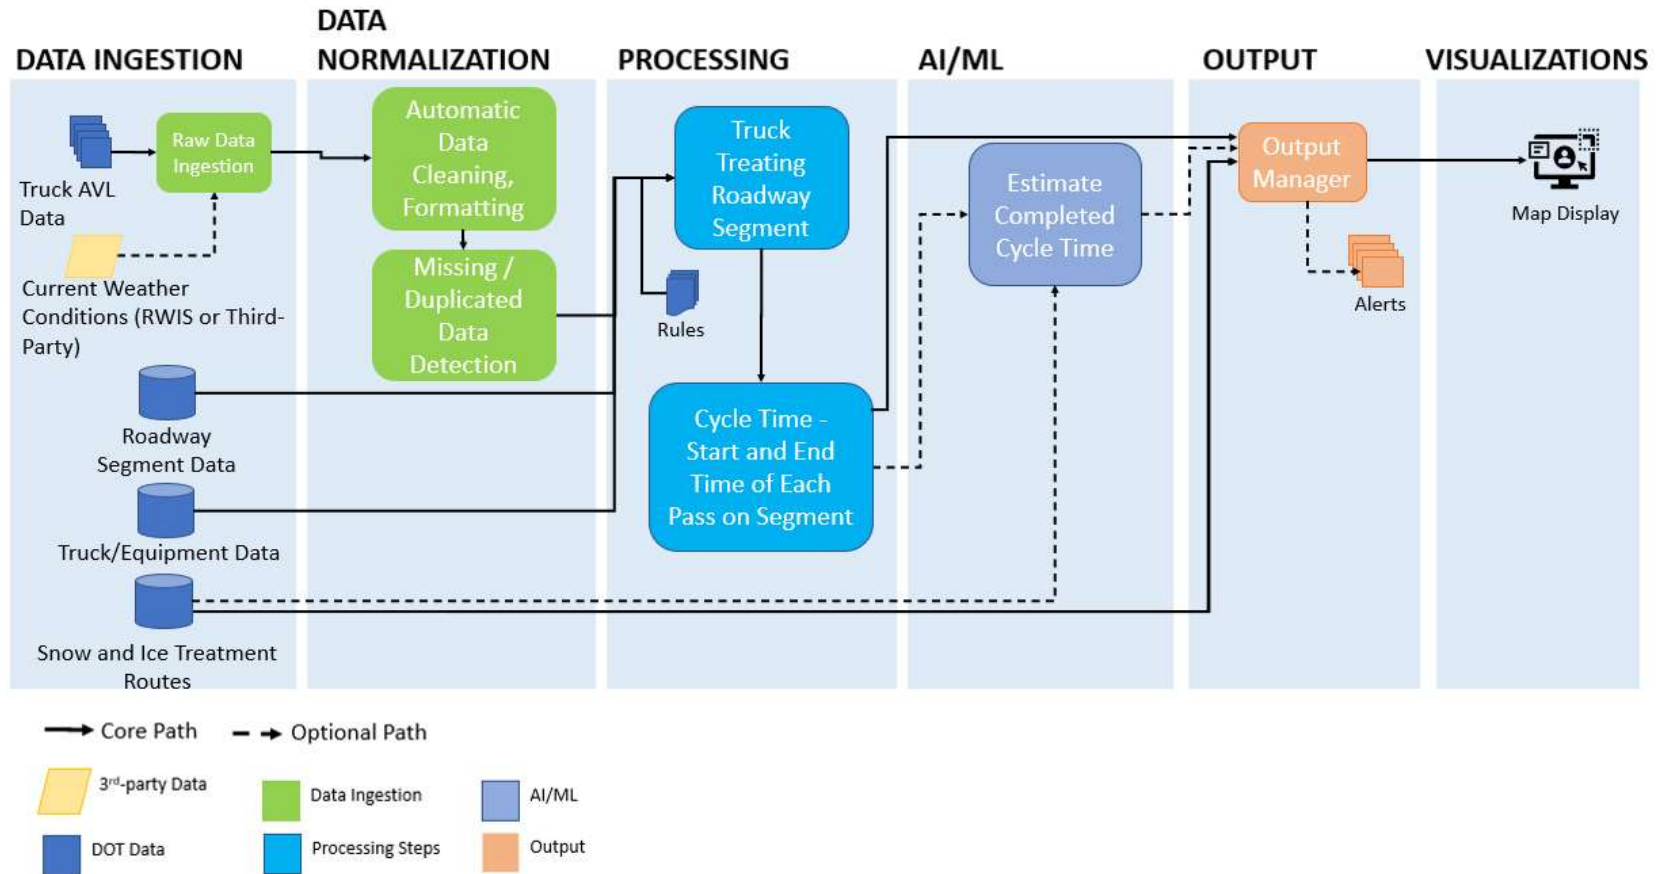 DATA INGESTION
DATA
NORMALIZATION
PROCESSING
AI/ML
OUTPUT
VISUALIZATIONS
Truck AVL
Data
Raw Data
Ingestion
Current Weather
Conditions (RWIS or Third-
Party)
Roadway
Segment Data
Truck/Equipment Data
Snow and Ice Treatment
Routes
Automatic
Data
Cleaning,
Formatting
Missing /
Duplicated
Data
Detection
Truck
Treating
Roadway
Segment
Rules
Cycle Time -
Start and End
Time of Each
Pass on Segment
Estimate
Completed
Cycle Time
Output
Manager
Alerts
Map Display
Core Path
Optional Path
3rd-party Data
Data Ingestion
AI/ML
DOT Data
Processing Steps
Output